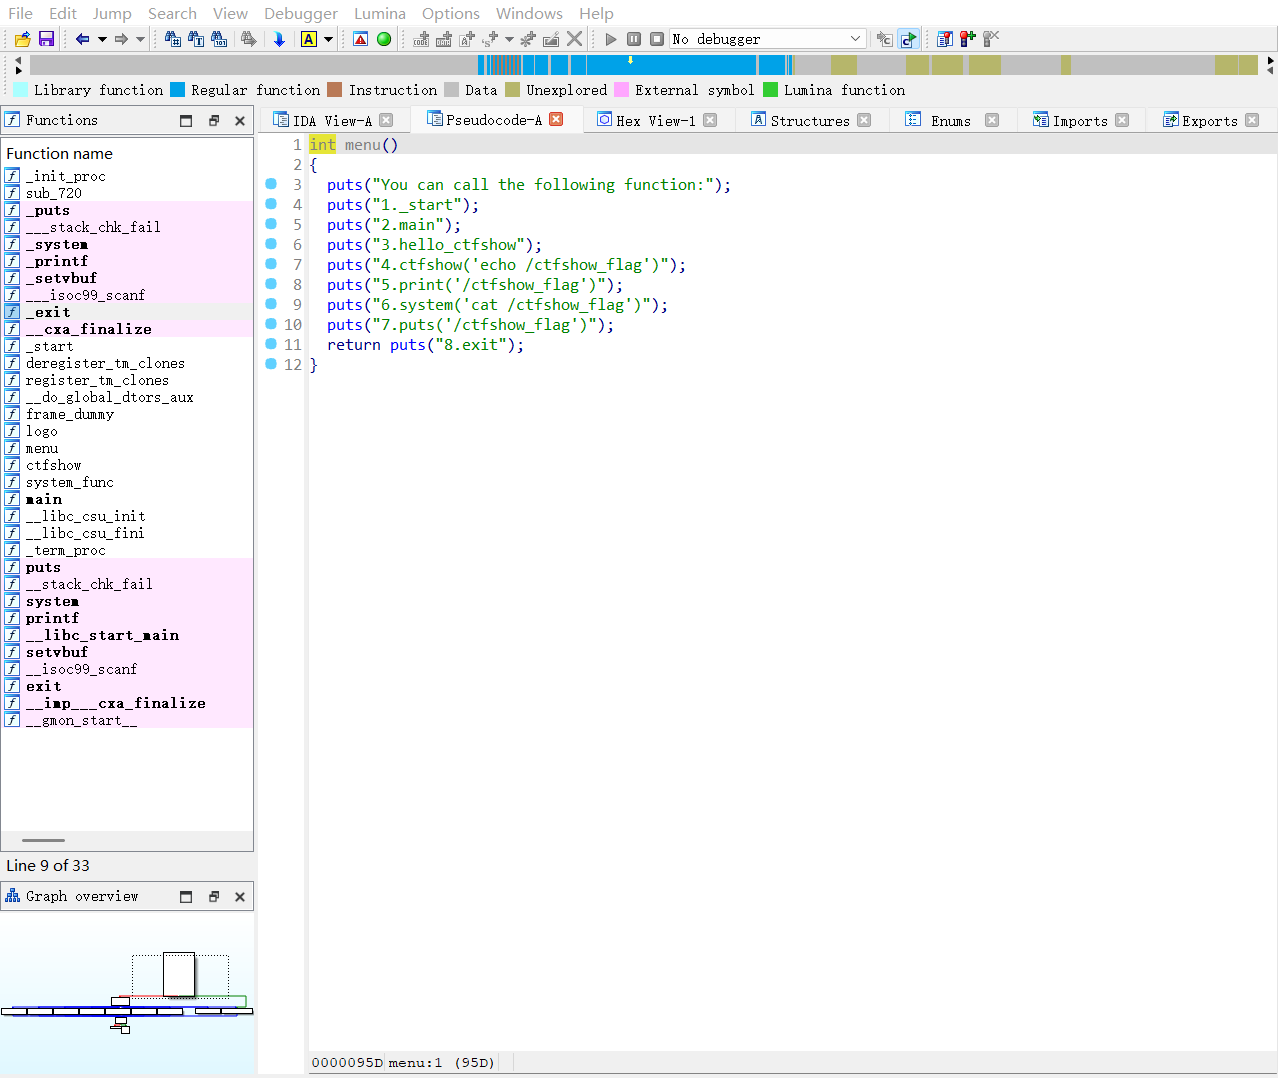 File Edit Jump Search View Debugger Lumina Options Windows Help
No debugger
Library function Regular function Instruction Data Unexplored External symbol Lumina function
Functions
IDA View-A Pseudocode-A Hex View-1 Structures Enums Imports Exports
Function name
_init_proc
sub_720
_puts
___stack_chk_fail
_system
_printf
_setvbuf
___isoc99_scanf
_exit
__cxa_finalize
_start
deregister_tm_clones
register_tm_clones
__do_global_dtors_aux
frame_dummy
logo
menu
ctfshow
system_func
main
__libc_csu_init
__libc_csu_fini
_term_proc
puts
__stack_chk_fail
system
printf
__libc_start_main
setvbuf
__isoc99_scanf
exit
__imp___cxa_finalize
__gmon_start__
Line 9 of 33
Graph overview
1 int menu()
2 {
3 puts("You can call the following function:");
4 puts("1._start");
5 puts("2.main");
6 puts("3.hello_ctfshow");
7 puts("4.ctfshow('echo /ctfshow_flag')");
8 puts("5.print('/ctfshow_flag')");
9 puts("6.system('cat /ctfshow_flag')");
10 puts("7.puts('/ctfshow_flag')");
11 return puts("8.exit");
12 }
0000095D menu:1 (95D)